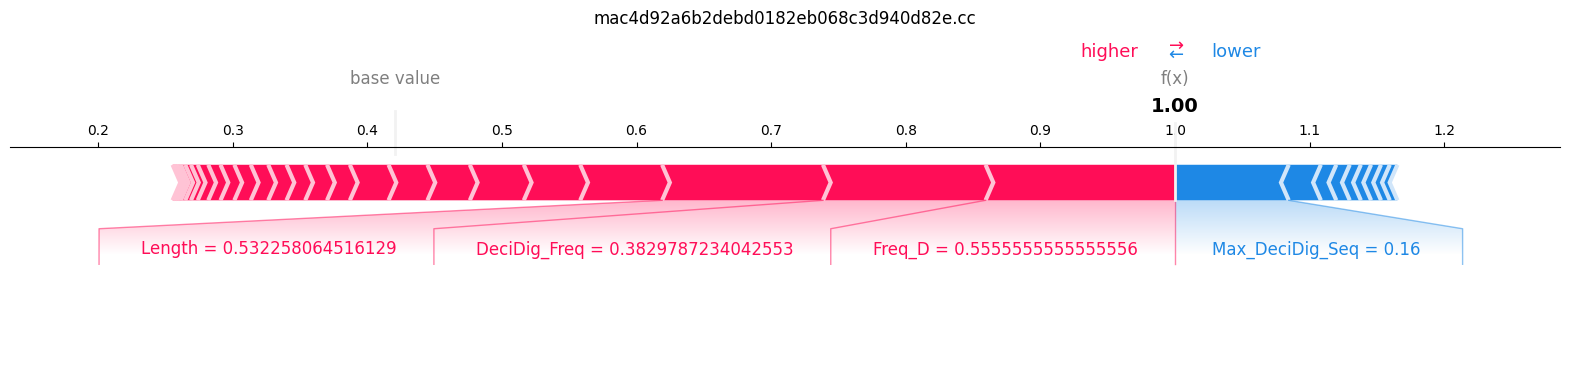 mac4d92a6b2debd0182eb068c3d940d82e.cc
higher ⇄ lower
base value f(x)
1.00
0.2 0.3 0.4 0.5 0.6 0.7 0.8 0.9 1.0 1.1 1.2
Length = 0.532258064516129 DeciDig_Freq = 0.3829787234042553 Freq_D = 0.5555555555555556 Max_DeciDig_Seq = 0.16